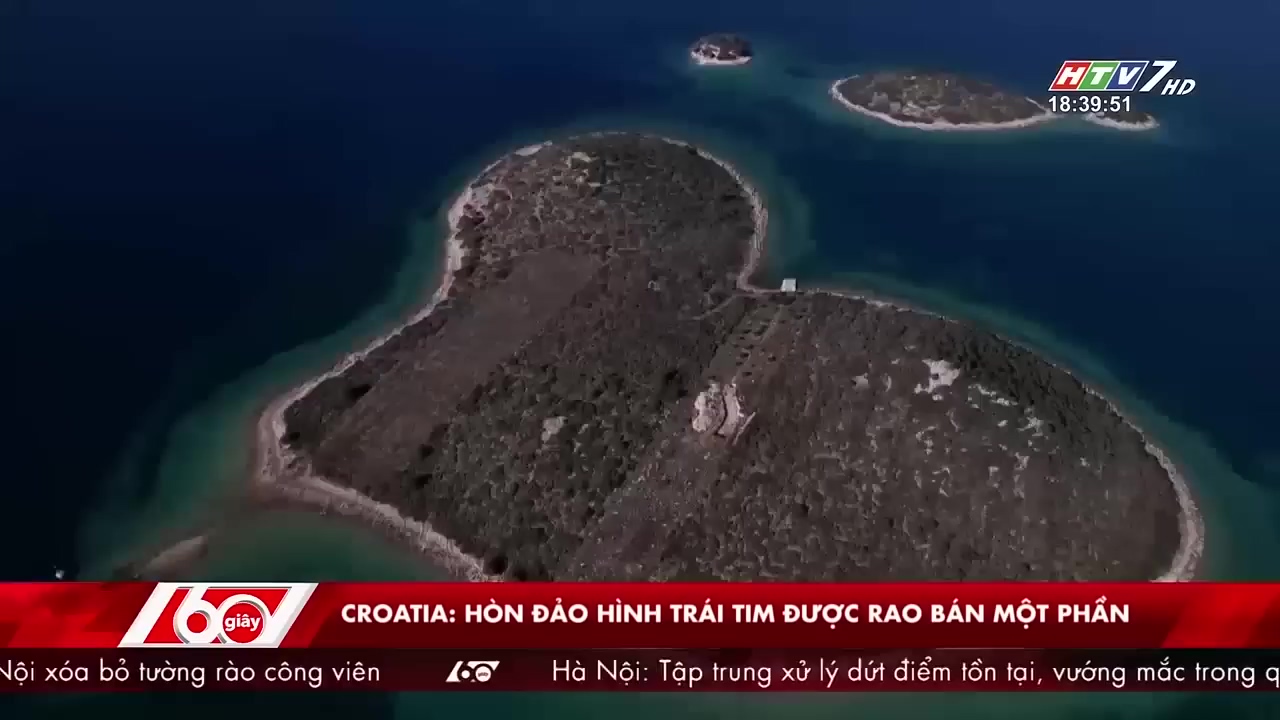 HTV7 HD
18:39:51
60 giây
CROATIA: HÒN ĐẢO HÌNH TRÁI TIM ĐƯỢC RAO BÁN MỘT PHẦN
Nội xóa bỏ tường rào công viên
60 giây
Hà Nội: Tập trung xử lý dứt điểm tồn tại, vướng mắc trong q